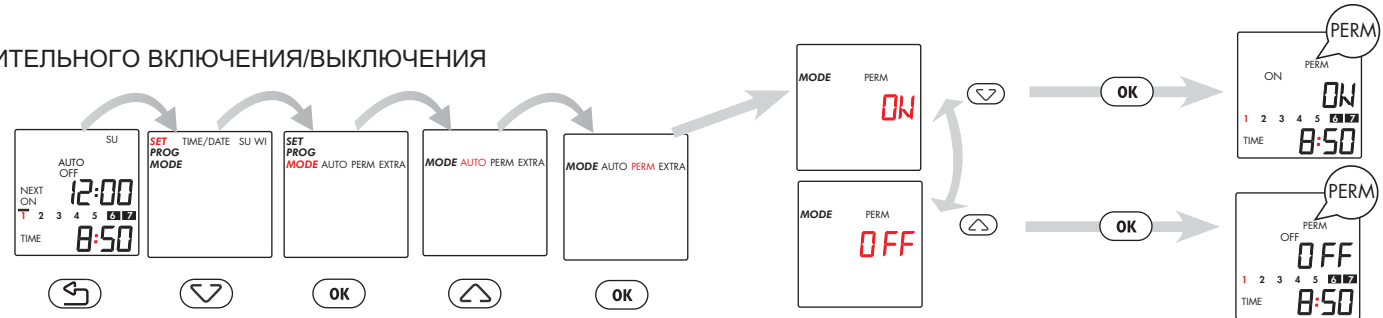 ИТЕЛЬНОГО ВКЛЮЧЕНИЯ/ВЫКЛЮЧЕНИЯ
SU
AUTO
OFF
NEXT
ON
12:00
1 2 3 4 5 6 7
TIME 8:50
SET TIME/DATE SU WI
PROG
MODE
OK
SET
PROG
MODE AUTO PERM EXTRA
OK
MODE AUTO PERM EXTRA
MODE AUTO PERM EXTRA
OK
MODE PERM
ON
MODE PERM
OFF
OK
PERM
PERM
ON
ON
1 2 3 4 5 6 7
TIME 8:50
OK
PERM
PERM
OFF
OFF
1 2 3 4 5 6 7
TIME 8:50